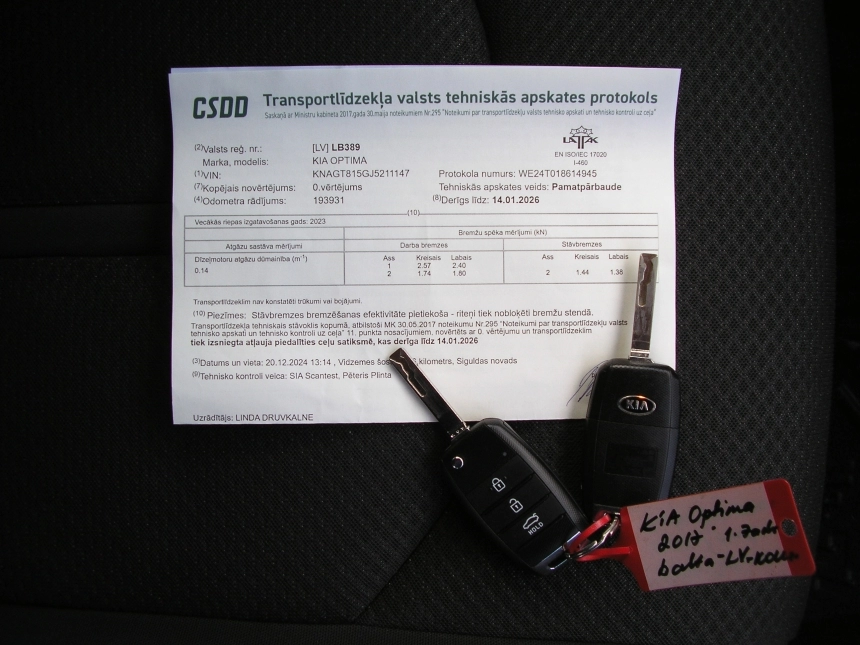 CSDD Transportlīdzekļa valsts tehniskās apskates protokols
Saskaņā ar Ministru kabineta 2017.gada 30.maija noteikumiem Nr.295 "Noteikumi par transportlīdzekļu valsts tehnisko apskati un tehnisko kontroli uz ceļa"
LATAK
EN ISO/IEC 17020
I-460
(2)Valsts reģ. nr.: [LV] LB389
Marka, modelis: KIA OPTIMA
(1)VIN: KNAGT815GJ5211147 Protokola numurs: WE24T018614945
(7)Kopējais novērtējums: 0.vērtējums Tehniskās apskates veids: Pamatpārbaude
(4)Odometra rādījums: 193931 (8)Derīgs līdz: 14.01.2026
(10)
Vecākās riepas izgatavošanas gads: 2023
Bremžu spēka mērījumi (kN)
Atgāzu sastāva mērījumi Darba bremzes Stāvbremzes
Dīzeļmotoru atgāzu dūmainība (m-1) Ass Kreisais Labais Ass Kreisais Labais
0.14 1 2.57 2.40
2 1.74 1.80 2 1.44 1.38
Transportlīdzeklim nav konstatēti trūkumi vai bojājumi.
(10) Piezīmes: Stāvbremzes bremzēšanas efektivitāte pietiekoša - riteņi tiek nobloķēti bremžu stendā.
Transportlīdzekļa tehniskais stāvoklis kopumā, atbilstoši MK 30.05.2017 noteikumu Nr.295 "Noteikumi par transportlīdzekļu valsts
tehnisko apskati un tehnisko kontroli uz ceļa" 11. punkta nosacījumiem, novērtēts ar 0. vērtējumu un transportlīdzeklim
tiek izsniegta atļauja piedalīties ceļu satiksmē, kas derīga līdz 14.01.2026
(3)Datums un vieta: 20.12.2024 13:14 , Vidzemes kilometrs, Siguldas novads
(9)Tehnisko kontroli veica: SIA Scantest, Pēteris Plinta
Uzrādītājs: LINDA DRUVKALNE
KIA
HOLD
KIA Optima
2017 1.7
balta-LV